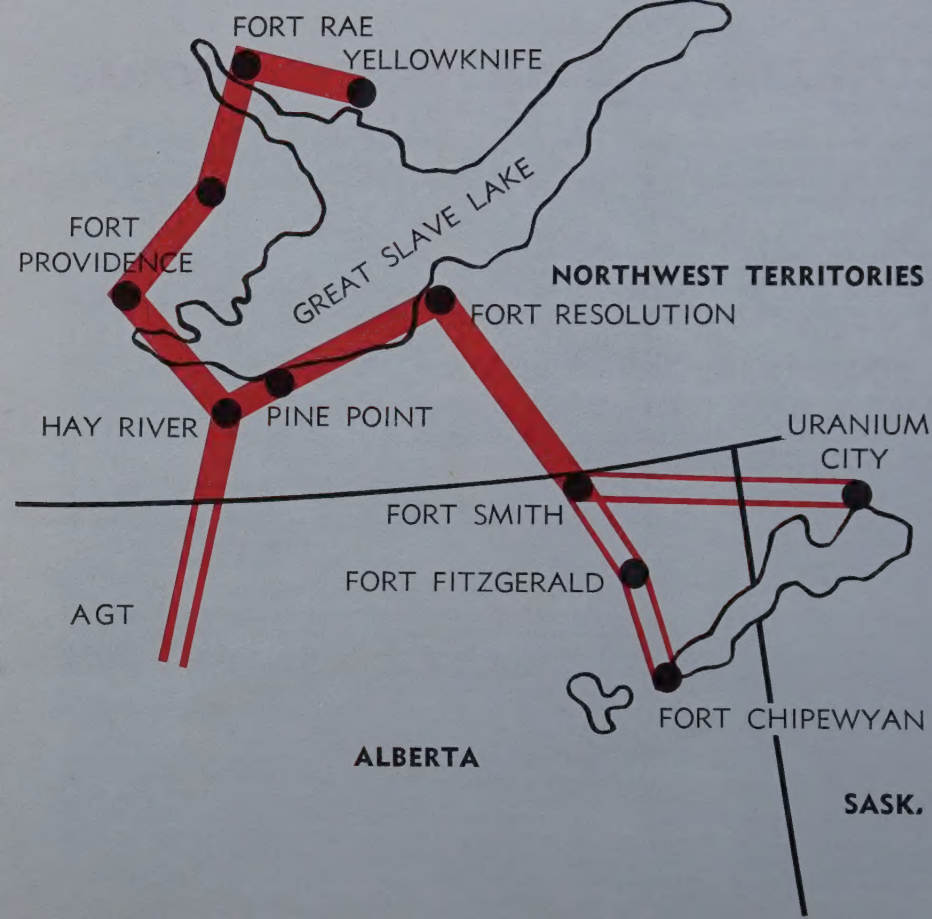 FORT RAE
YELLOWKNIFE
FORT
PROVIDENCE
GREAT SLAVE LAKE
NORTHWEST TERRITORIES
FORT RESOLUTION
HAY RIVER
PINE POINT
URANIUM
CITY
FORT SMITH
FORT FITZGERALD
AGT
FORT CHIPEWYAN
ALBERTA
SASK.